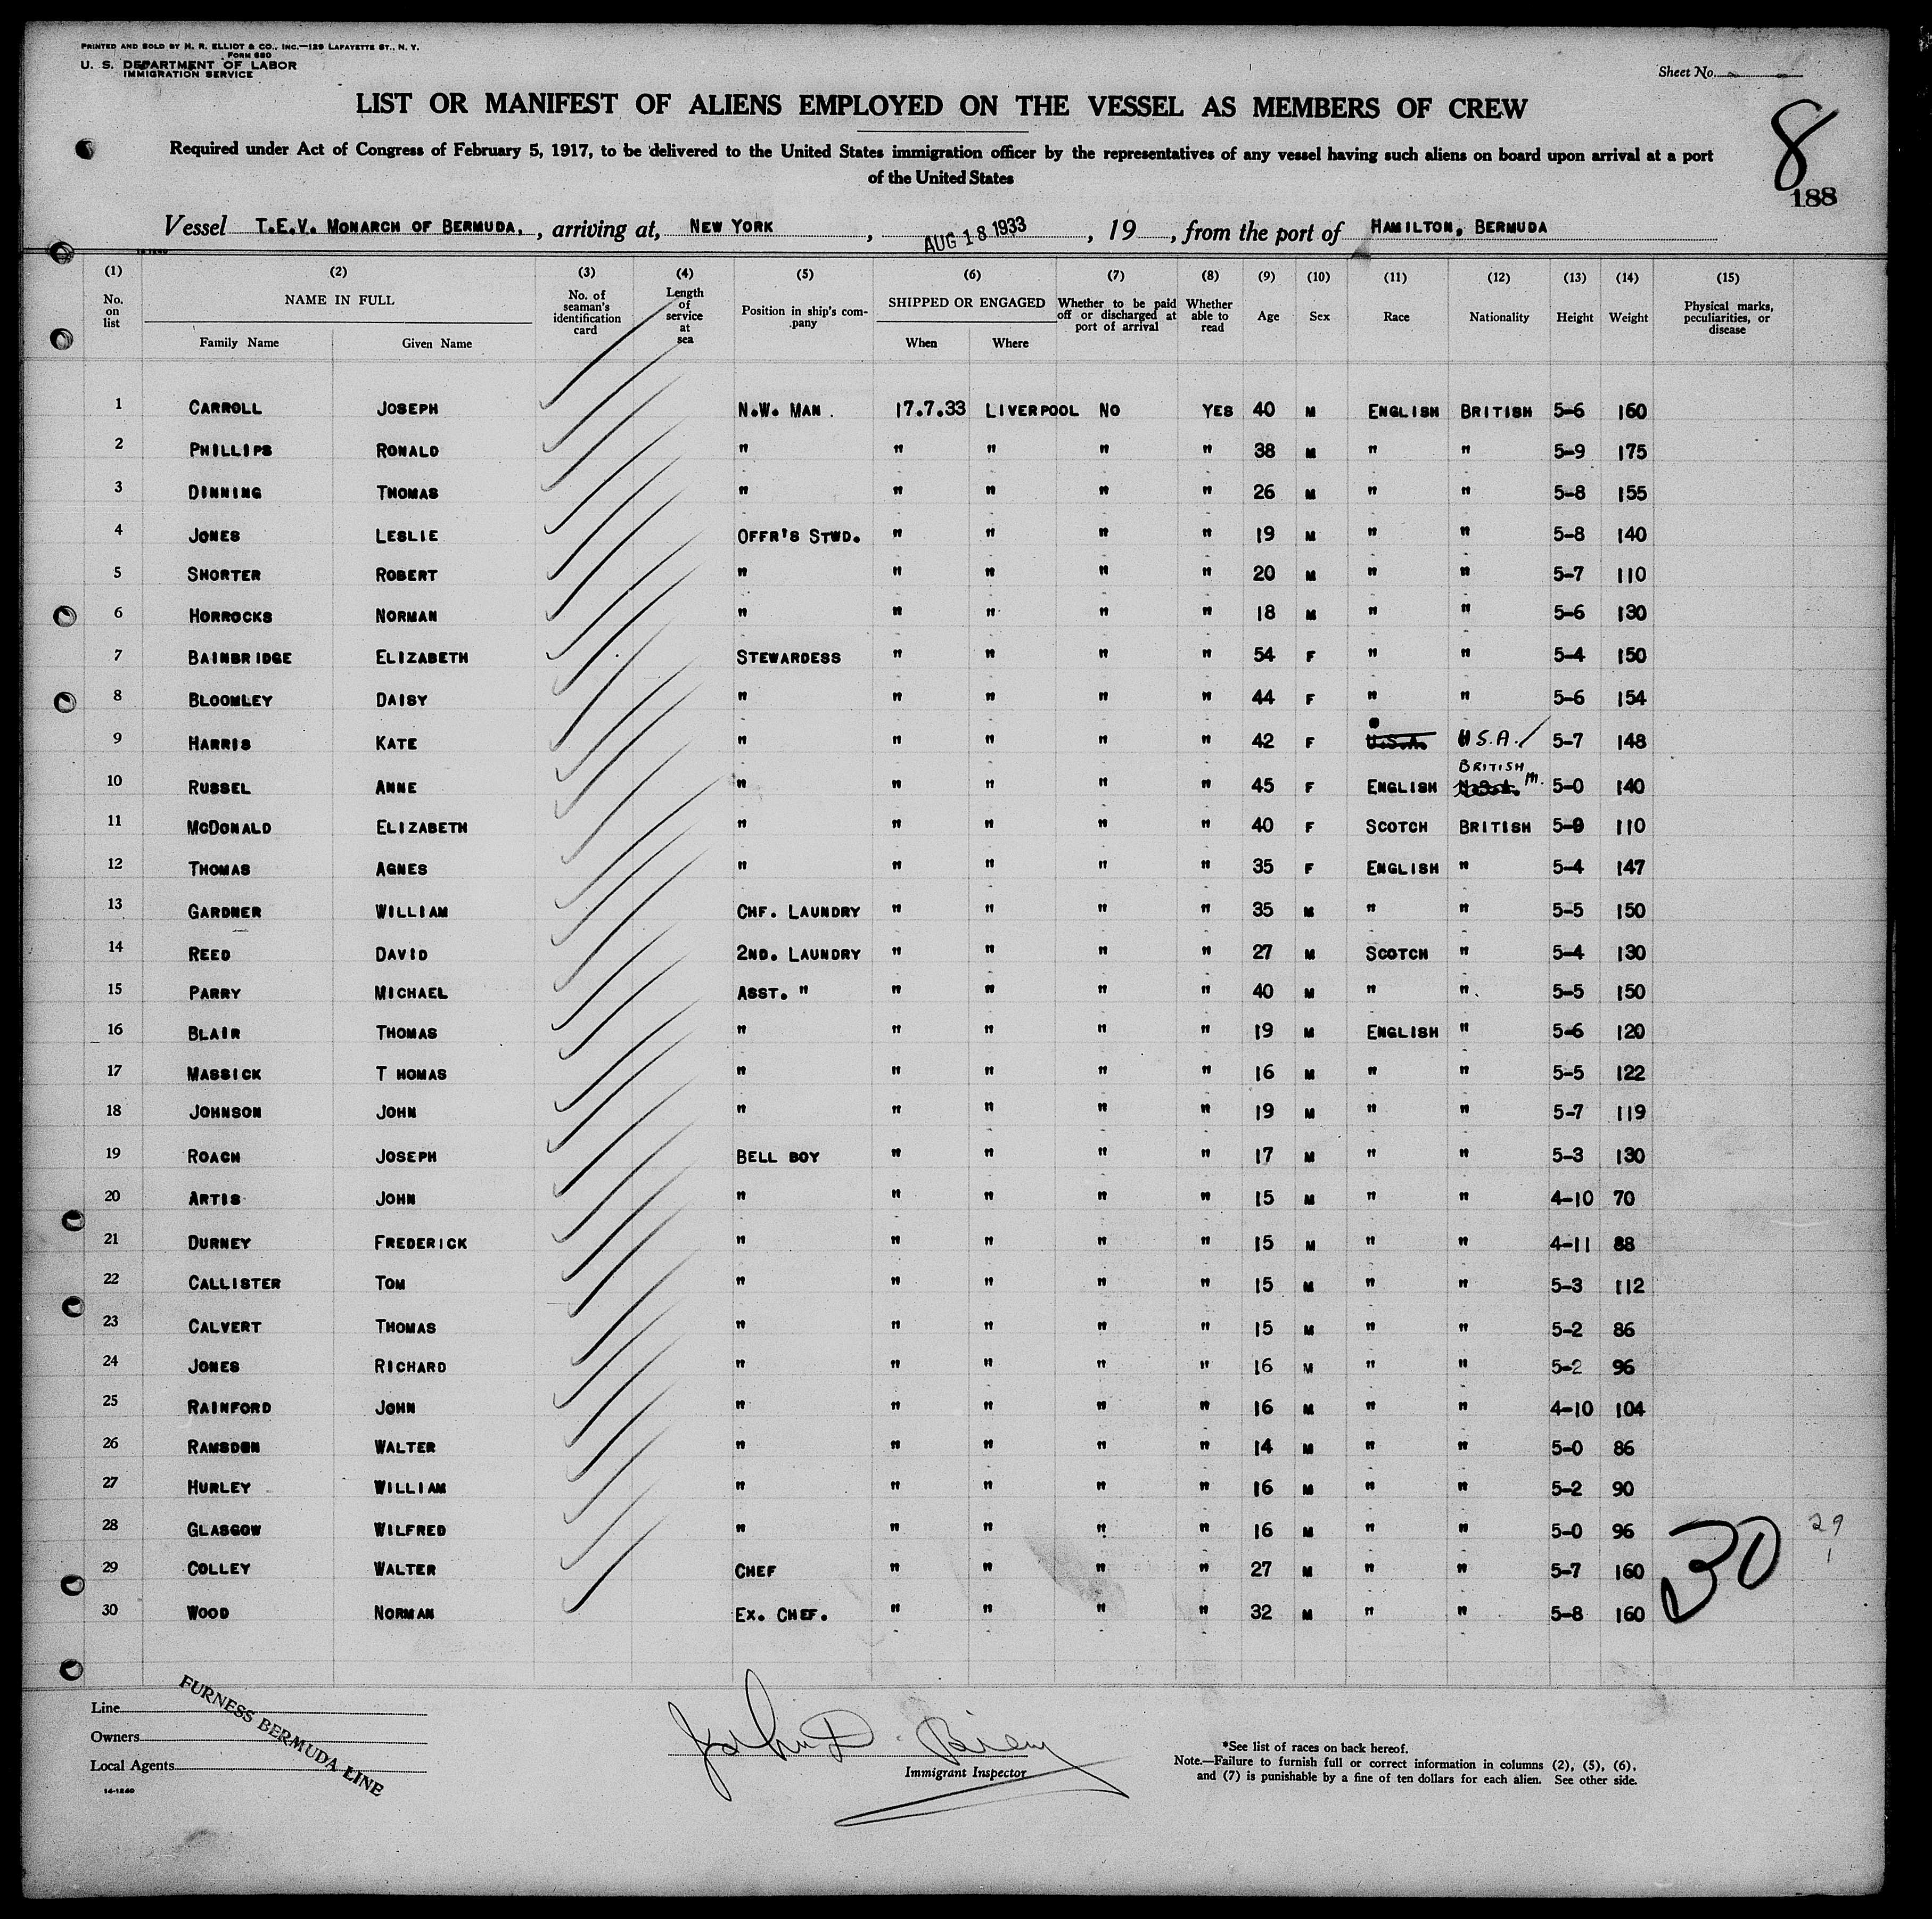 PRINTED AND SOLD BY H. R. ELLIOT & CO., INC.—129 LAFAYETTE ST., N. Y.
FORM 680
U. S. DEPARTMENT OF LABOR
IMMIGRATION SERVICE
Sheet No.
LIST OR MANIFEST OF ALIENS EMPLOYED ON THE VESSEL AS MEMBERS OF CREW
8
Required under Act of Congress of February 5, 1917, to be delivered to the United States immigration officer by the representatives of any vessel having such aliens on board upon arrival at a port
of the United States
188
Vessel T.E.V. MONARCH OF BERMUDA, , arriving at, NEW YORK , AUG 18 1933 , 19 , from the port of HAMILTON, BERMUDA
(1) (2) (3) (4) (5) (6) (7) (8) (9) (10) (11) (12) (13) (14) (15)
No. on list NAME IN FULL Family Name Given Name No. of seaman's identification card Length of service at sea Position in ship's company SHIPPED OR ENGAGED When Where Whether to be paid off or discharged at port of arrival Whether able to read Age Sex Race Nationality Height Weight Physical marks, peculiarities, or disease
1 CARROLL JOSEPH N.W. MAN . 17.7.33 LIVERPOOL NO YES 40 M ENGLISH BRITISH 5-6 160
2 PHILLIPS RONALD " " " " " 38 M " " 5-9 175
3 DINNING THOMAS " " " " " 26 M " " 5-8 155
4 JONES LESLIE OFFR'S STWD. " " " " 19 M " " 5-8 140
5 SHORTER ROBERT " " " " " 20 M " " 5-7 110
6 HORROCKS NORMAN " " " " " 18 M " " 5-6 130
7 BAINBRIDGE ELIZABETH STEWARDESS " " " " 54 F " " 5-4 150
8 BLOOMLEY DAISY " " " " " 44 F " " 5-6 154
9 HARRIS KATE " " " " " 42 F U.S.A. U.S.A. 5-7 148
10 RUSSEL ANNE " " " " " 45 F ENGLISH BRITISH U.S.A. M. 5-0 140
11 MCDONALD ELIZABETH " " " " " 40 F SCOTCH BRITISH 5-9 110
12 THOMAS AGNES " " " " " 35 F ENGLISH " 5-4 147
13 GARDNER WILLIAM CHF. LAUNDRY " " " " 35 M " " 5-5 150
14 REED DAVID 2ND. LAUNDRY " " " " 27 M SCOTCH " 5-4 130
15 PARRY MICHAEL ASST. " " " " " 40 M " " 5-5 150
16 BLAIR THOMAS " " " " " 19 M ENGLISH " 5-6 120
17 MASSICK T HOMAS " " " " " 16 M " " 5-5 122
18 JOHNSON JOHN " " " " " 19 M " " 5-7 119
19 ROACH JOSEPH BELL BOY " " " " 17 M " " 5-3 130
20 ARTIS JOHN " " " " " 15 M " " 4-10 70
21 DURNEY FREDERICK " " " " " 15 M " " 4-11 88
22 CALLISTER TOM " " " " " 15 M " " 5-3 112
23 CALVERT THOMAS " " " " " 15 M " " 5-2 86
24 JONES RICHARD " " " " " 16 M " " 5-2 96
25 RAINFORD JOHN " " " " " 16 M " " 4-10 104
26 RAMSDEN WALTER " " " " " 14 M " " 5-0 86
27 HURLEY WILLIAM " " " " " 16 M " " 5-2 90
28 GLASGOW WILFRED " " " " " 16 M " " 5-0 96
29 COLLEY WALTER CHEF " " " " 27 M " " 5-7 160
30 WOOD NORMAN EX. CHEF. " " " " 32 M " " 5-8 160
30
29
1
Line
Owners
Local Agents
FURNESS BERMUDA LINE
14-1240
Immigrant Inspector
*See list of races on back hereof.
Note.—Failure to furnish full or correct information in columns (2), (5), (6),
and (7) is punishable by a fine of ten dollars for each alien. See other side.